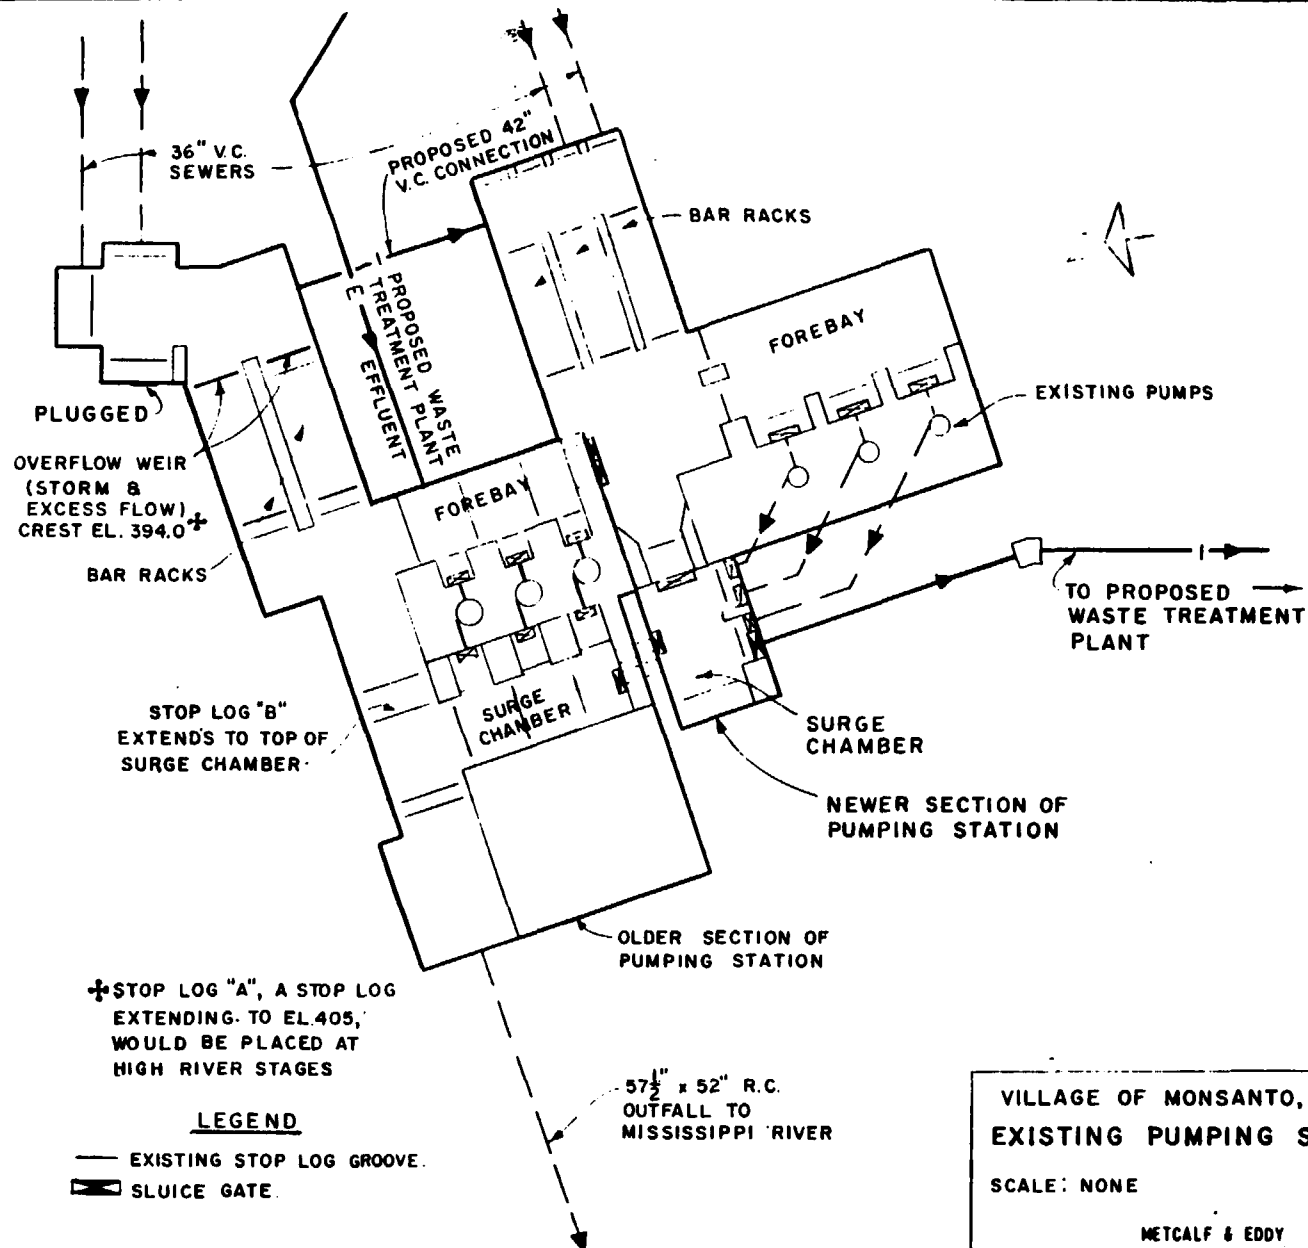 36" V.C.
SEWERS
PROPOSED 42"
V.C. CONNECTION
BAR RACKS
PROPOSED WASTE
TREATMENT PLANT
E
EFFLUENT
FOREBAY
EXISTING PUMPS
PLUGGED
OVERFLOW WEIR
(STORM &
EXCESS FLOW)
CREST EL. 394.0
BAR RACKS
FOREBAY
TO PROPOSED
WASTE TREATMENT
PLANT
STOP LOG "B"
EXTENDS TO TOP OF
SURGE CHAMBER
SURGE
CHAMBER
SURGE
CHAMBER
NEWER SECTION OF
PUMPING STATION
OLDER SECTION OF
PUMPING STATION
STOP LOG "A", A STOP LOG
EXTENDING TO EL.405,
WOULD BE PLACED AT
HIGH RIVER STAGES
57½" x 52" R.C.
OUTFALL TO
MISSISSIPPI RIVER
LEGEND
EXISTING STOP LOG GROOVE.
SLUICE GATE.
VILLAGE OF MONSANTO,
EXISTING PUMPING S
SCALE: NONE
METCALF & EDDY